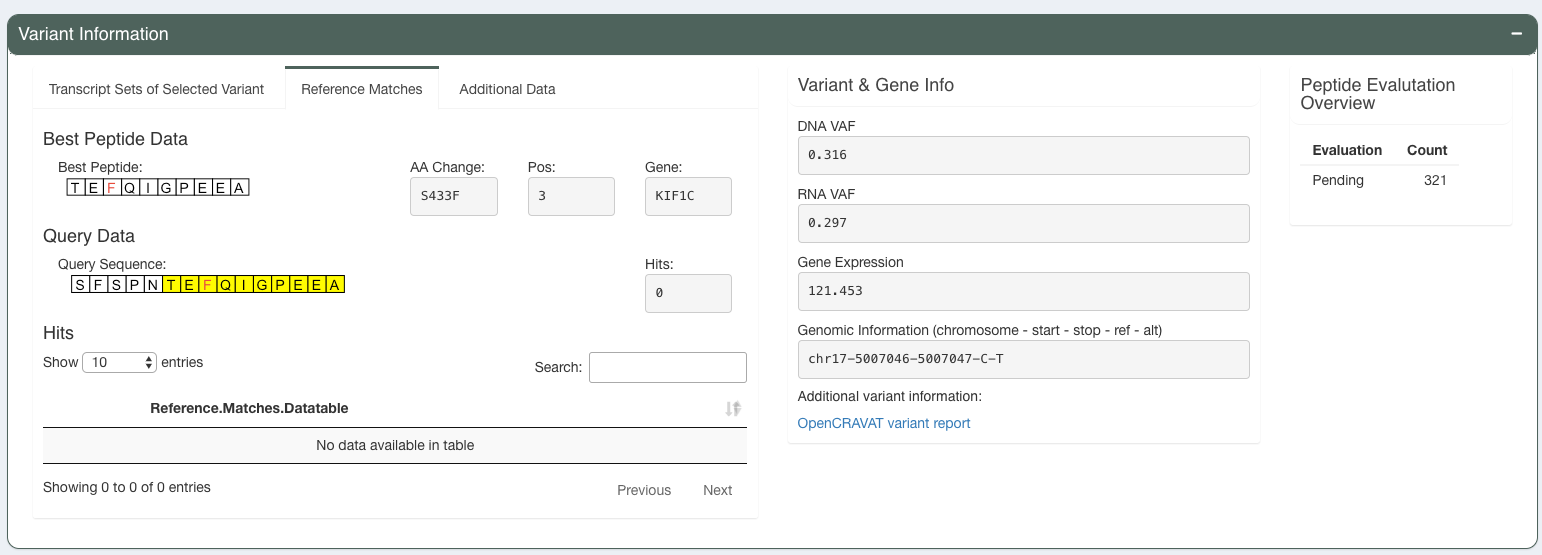 Variant Information
Transcript Sets of Selected Variant
Reference Matches
Additional Data
Best Peptide Data
Best Peptide:
TEFQIGPEEA
AA Change:
S433F
Pos:
3
Gene:
KIF1C
Query Data
Query Sequence:
SFSPNTEFQIGPEEA
Hits:
0
Hits
Show 10 entries
Search:
Reference.Matches.Datatable
No data available in table
Showing 0 to 0 of 0 entries
Previous Next
Variant & Gene Info
DNA VAF
0.316
RNA VAF
0.297
Gene Expression
121.453
Genomic Information (chromosome - start - stop - ref - alt)
chr17-5007046-5007047-C-T
Additional variant information:
OpenCRAVAT variant report
Peptide Evalutation
Overview
Evaluation Count
Pending 321